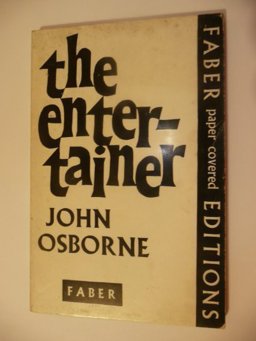 the
enter-
tainer
JOHN
OSBORNE
FABER
FABER paper covered EDITIONS